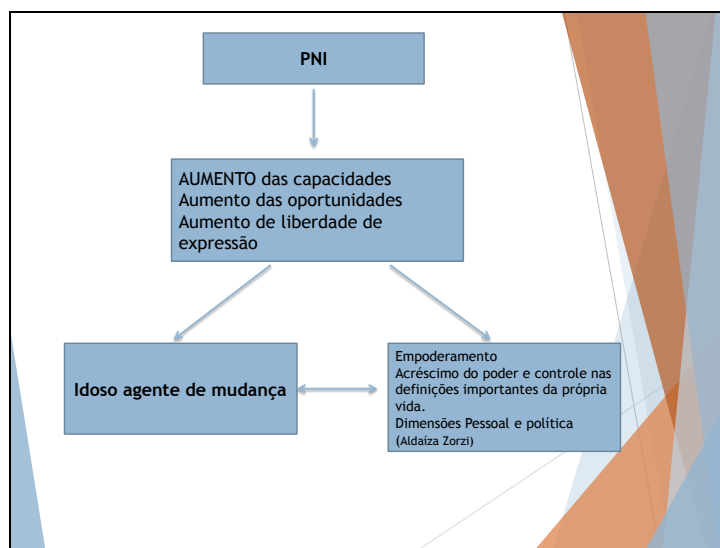 PNI
AUMENTO das capacidades
Aumento das oportunidades
Aumento de liberdade de
expressão
Idoso agente de mudança
Empoderamento
Acréscimo do poder e controle nas
definições importantes da própria
vida.
Dimensões Pessoal e política
(Aldaíza Zorzi)